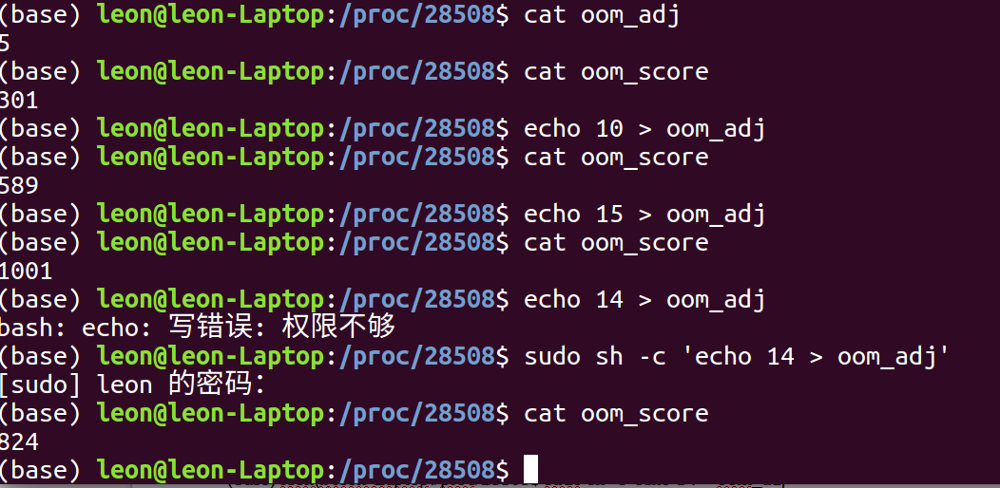 (base) leon@leon-Laptop:/proc/28508$ cat oom_adj
5
(base) leon@leon-Laptop:/proc/28508$ cat oom_score
301
(base) leon@leon-Laptop:/proc/28508$ echo 10 > oom_adj
(base) leon@leon-Laptop:/proc/28508$ cat oom_score
589
(base) leon@leon-Laptop:/proc/28508$ echo 15 > oom_adj
(base) leon@leon-Laptop:/proc/28508$ cat oom_score
1001
(base) leon@leon-Laptop:/proc/28508$ echo 14 > oom_adj
bash: echo: 写错误: 权限不够
(base) leon@leon-Laptop:/proc/28508$ sudo sh -c 'echo 14 > oom_adj'
[sudo] leon 的密码:
(base) leon@leon-Laptop:/proc/28508$ cat oom_score
824
(base) leon@leon-Laptop:/proc/28508$